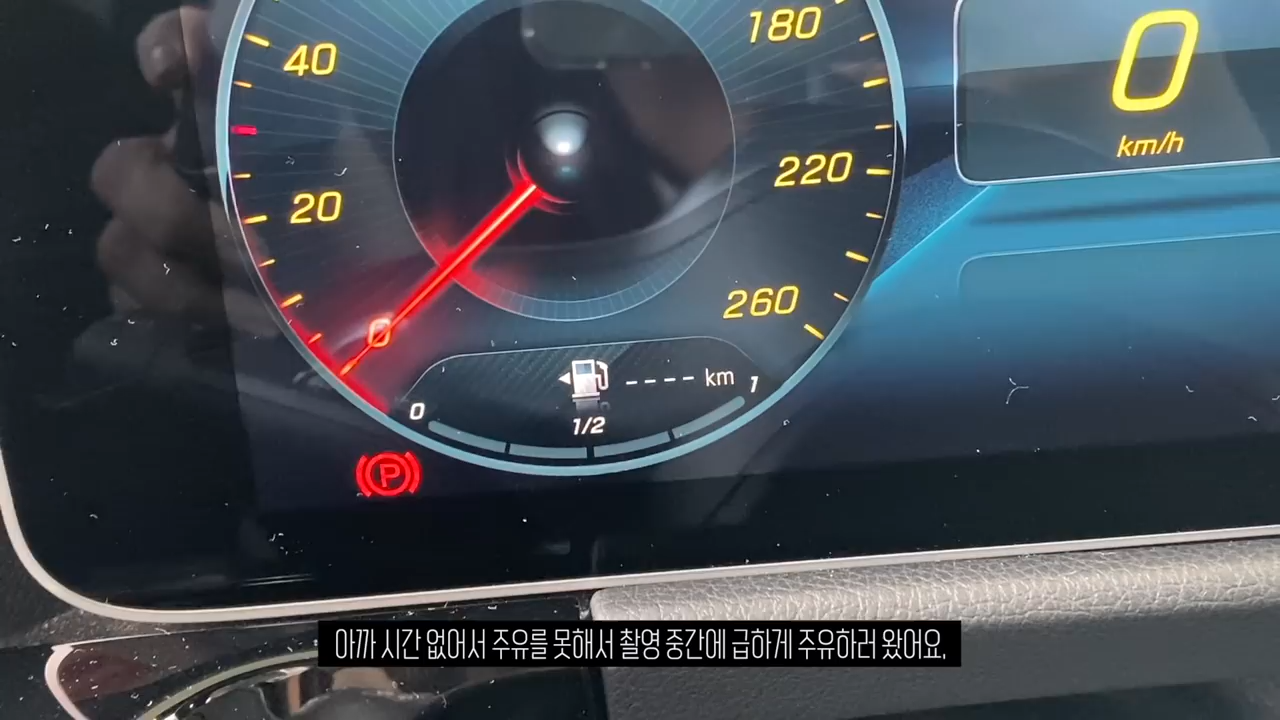 180
40
0
km/h
220
20
260
0
---- km
0
1/2
1
P
아까 시간 없어서 주유를 못해서 촬영 중간에 급하게 주유하러 왔어요.